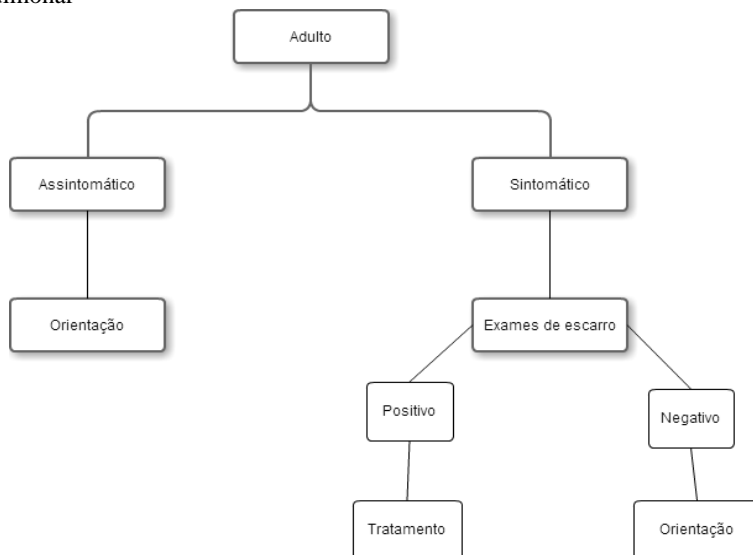 Adulto
Assintomático
Sintomático
Orientação
Exames de escarro
Positivo
Negativo
Tratamento
Orientação